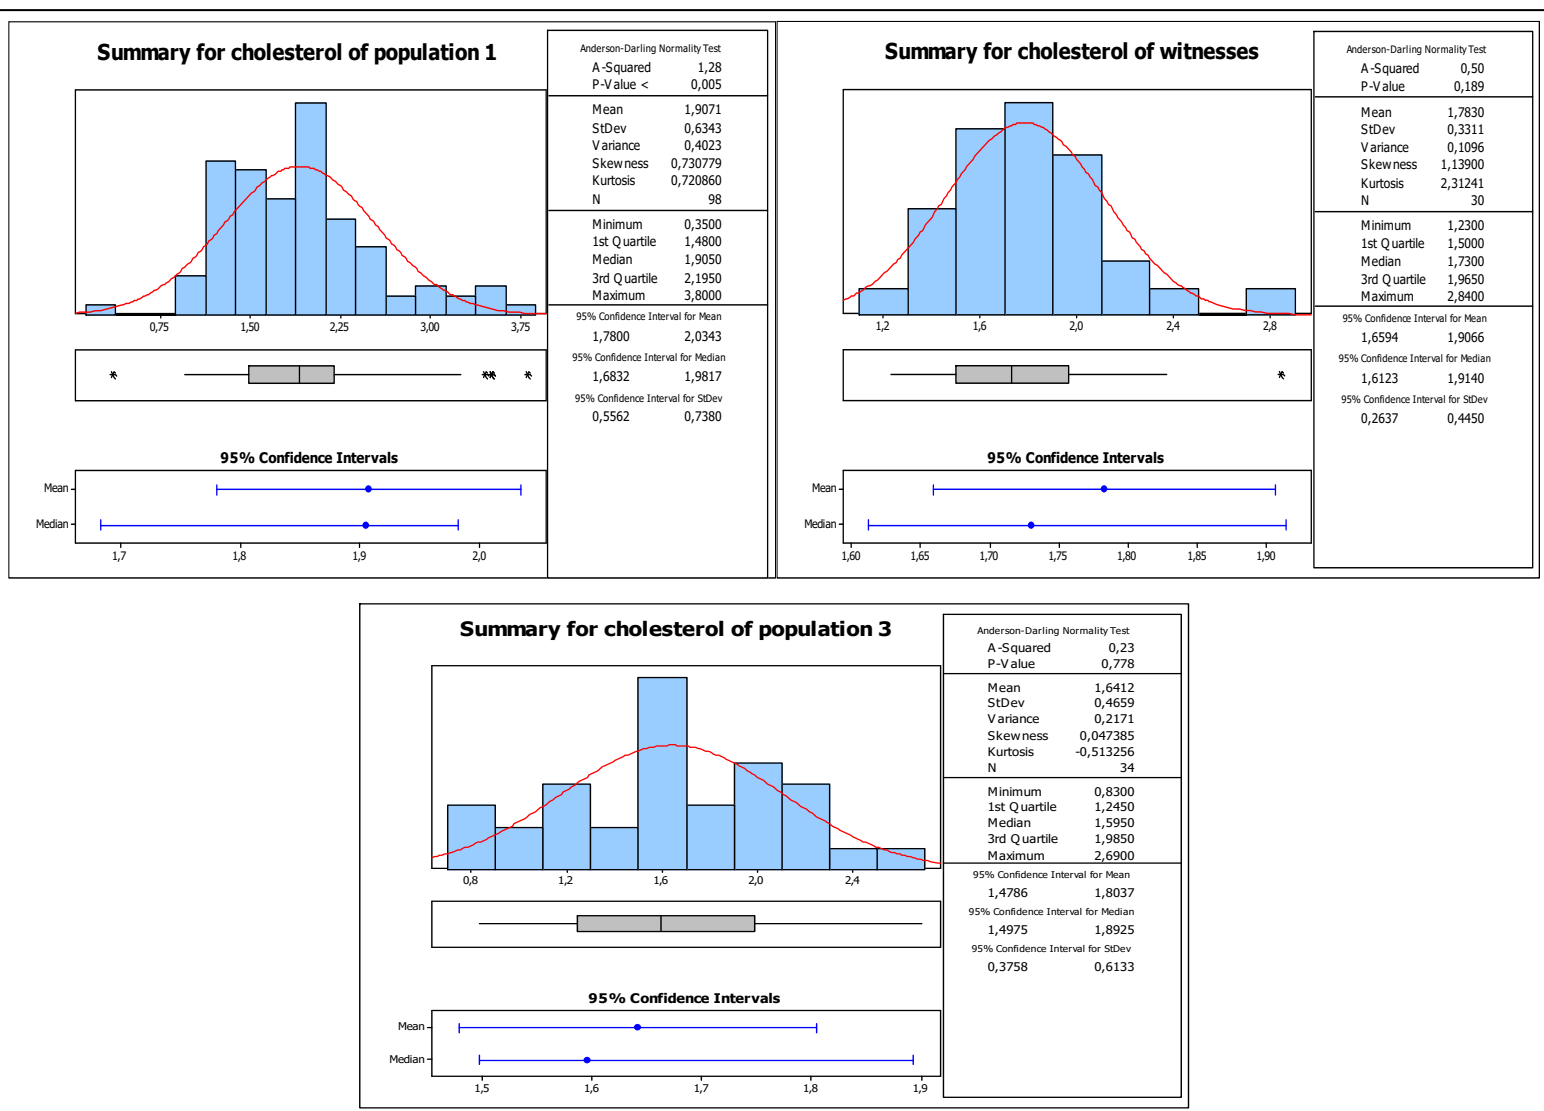 Summary for cholesterol of population 1
Anderson-Darling Normality Test
A-Squared 1,28
P-Value < 0,005
Mean 1,9071
StDev 0,6343
Variance 0,4023
Skewness 0,730779
Kurtosis 0,720860
N 98
Minimum 0,3500
1st Quartile 1,4800
Median 1,9050
3rd Quartile 2,1950
Maximum 3,8000
95% Confidence Interval for Mean
1,7800 2,0343
95% Confidence Interval for Median
1,6832 1,9817
95% Confidence Interval for StDev
0,5562 0,7380
0,75 1,50 2,25 3,00 3,75
95% Confidence Intervals
Mean
Median
1,7 1,8 1,9 2,0
Summary for cholesterol of witnesses
Anderson-Darling Normality Test
A-Squared 0,50
P-Value 0,189
Mean 1,7830
StDev 0,3311
Variance 0,1096
Skewness 1,13900
Kurtosis 2,31241
N 30
Minimum 1,2300
1st Quartile 1,5000
Median 1,7300
3rd Quartile 1,9650
Maximum 2,8400
95% Confidence Interval for Mean
1,6594 1,9066
95% Confidence Interval for Median
1,6123 1,9140
95% Confidence Interval for StDev
0,2637 0,4450
1,2 1,6 2,0 2,4 2,8
95% Confidence Intervals
Mean
Median
1,60 1,65 1,70 1,75 1,80 1,85 1,90
Summary for cholesterol of population 3
Anderson-Darling Normality Test
A-Squared 0,23
P-Value 0,778
Mean 1,6412
StDev 0,4659
Variance 0,2171
Skewness 0,047385
Kurtosis -0,513256
N 34
Minimum 0,8300
1st Quartile 1,2450
Median 1,5950
3rd Quartile 1,9850
Maximum 2,6900
95% Confidence Interval for Mean
1,4786 1,8037
95% Confidence Interval for Median
1,4975 1,8925
95% Confidence Interval for StDev
0,3758 0,6133
0,8 1,2 1,6 2,0 2,4
95% Confidence Intervals
Mean
Median
1,5 1,6 1,7 1,8 1,9